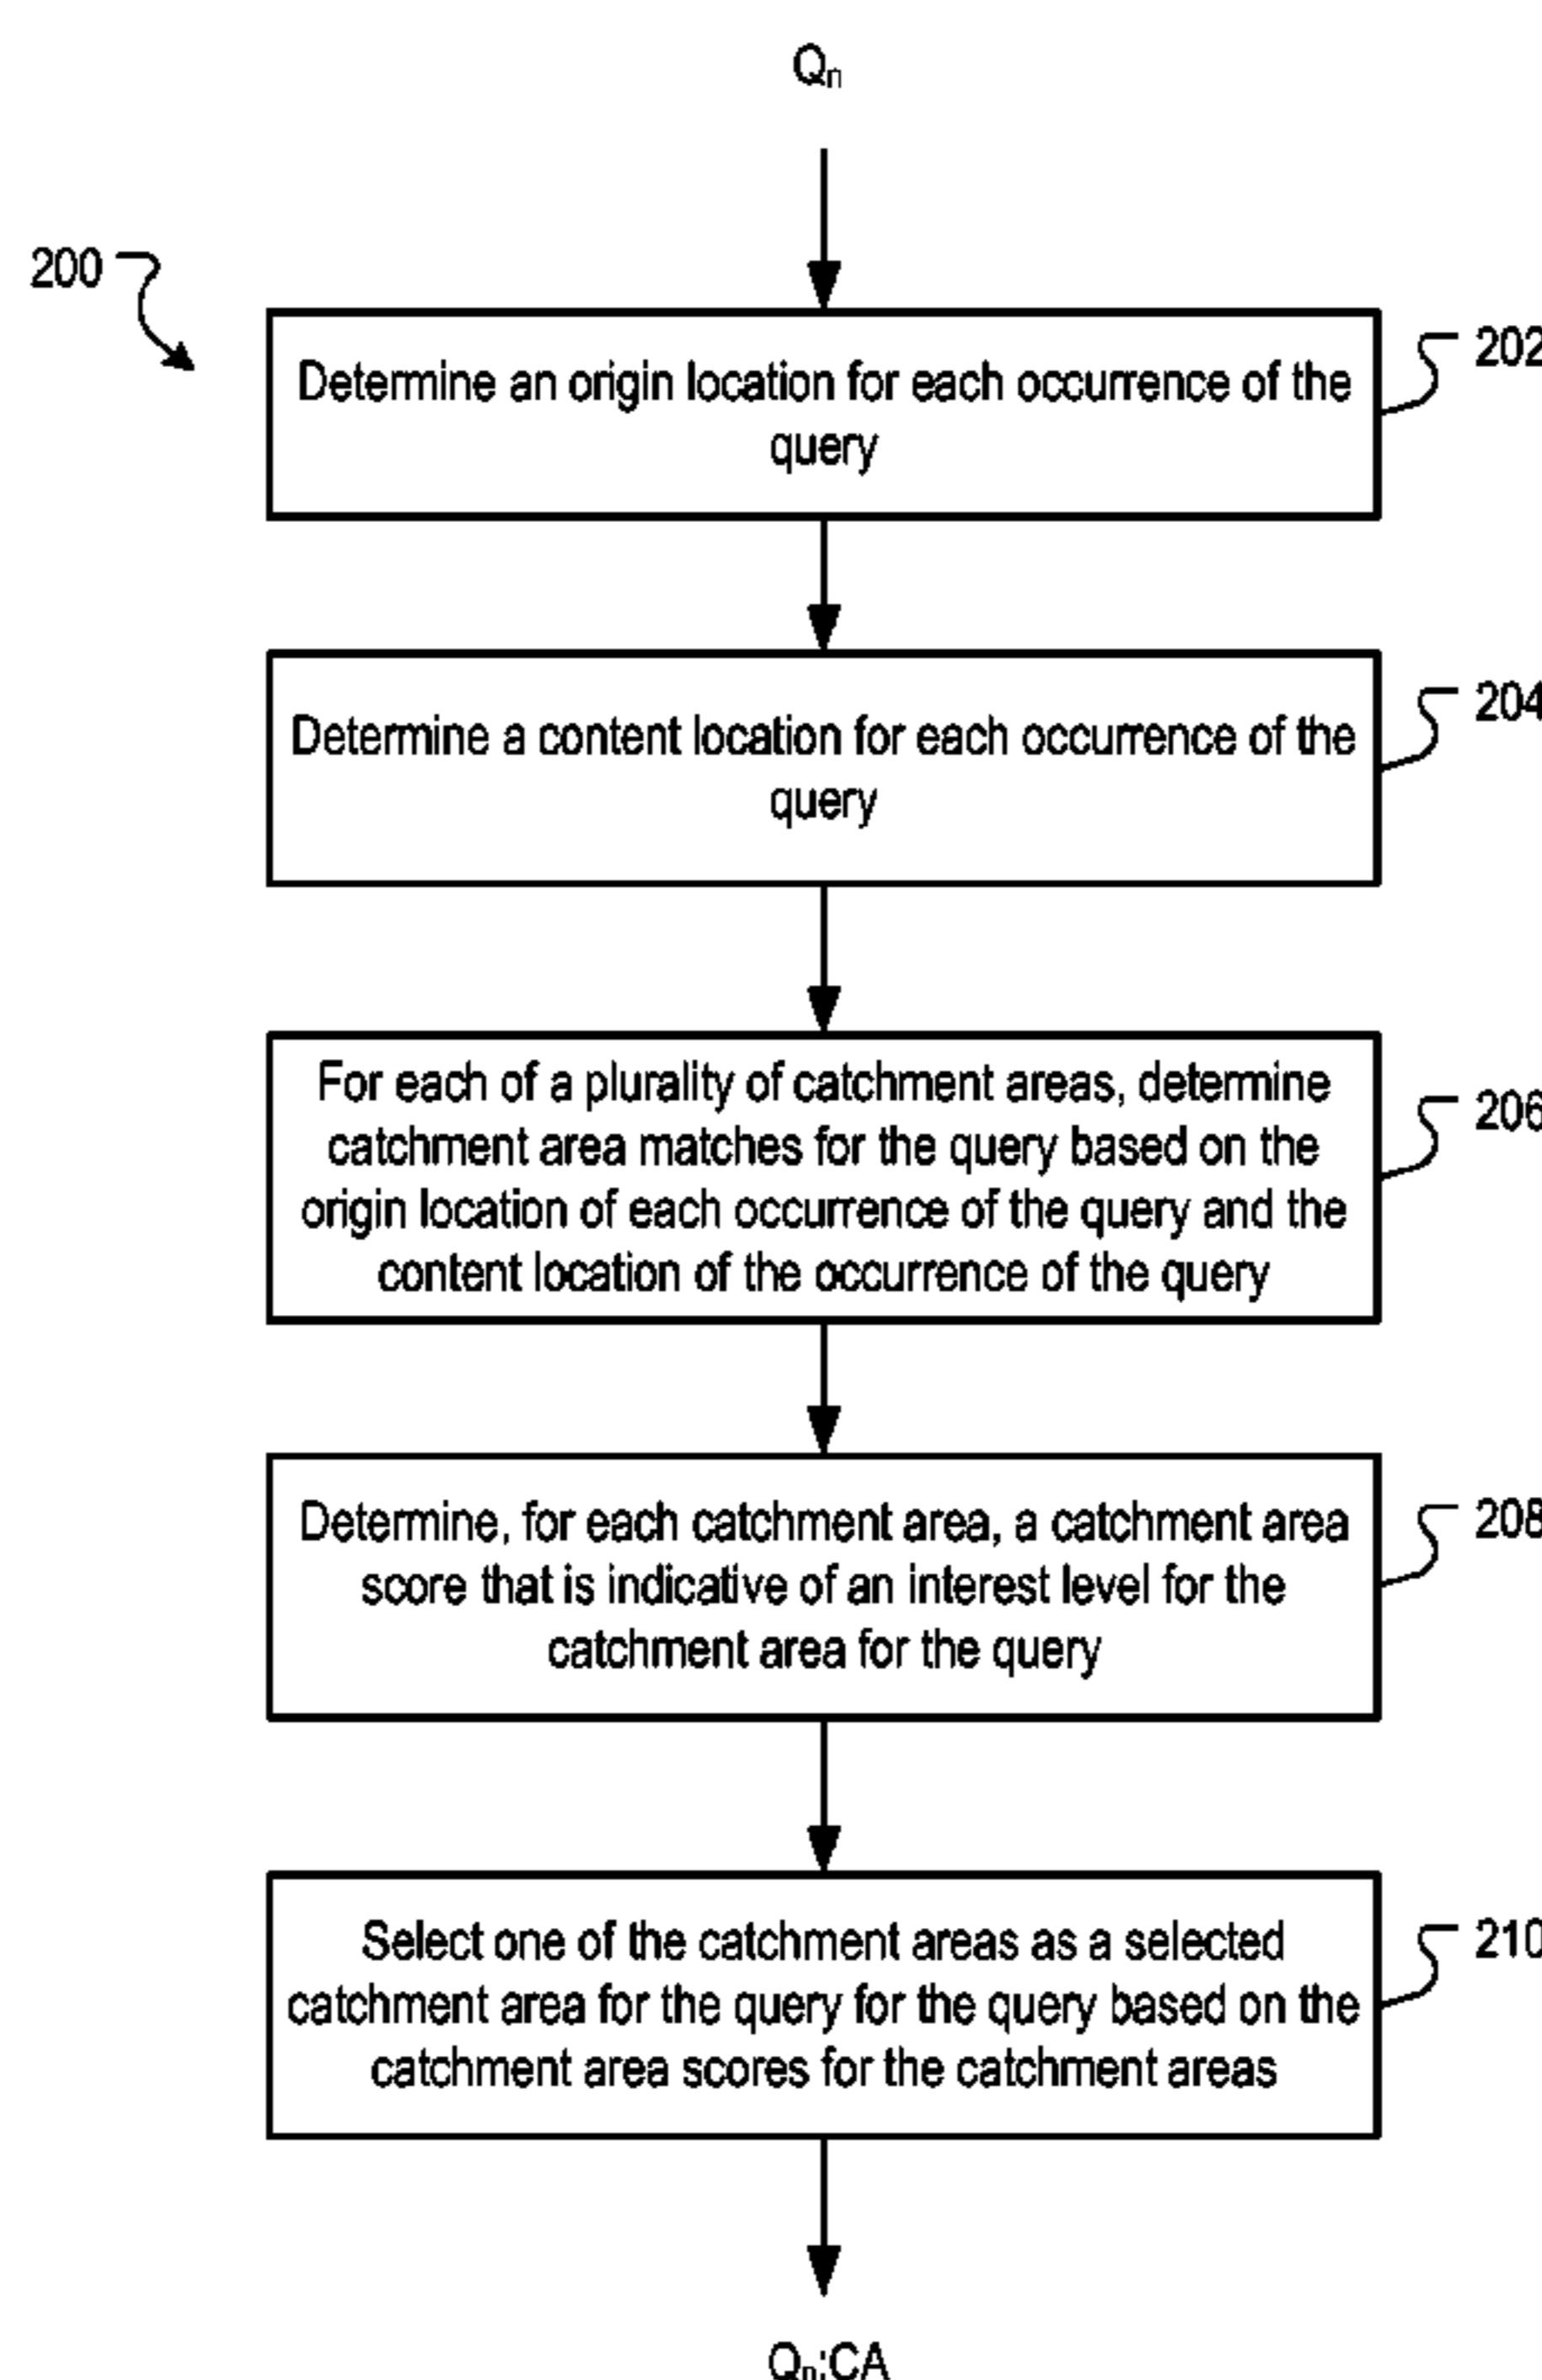 Qn
200
Determine an origin location for each occurrence of the
query
202
Determine a content location for each occurrence of the
query
204
For each of a plurality of catchment areas, determine
catchment area matches for the query based on the
origin location of each occurrence of the query and the
content location of the occurrence of the query
206
Determine, for each catchment area, a catchment area
score that is indicative of an interest level for the
catchment area for the query
208
Select one of the catchment areas as a selected
catchment area for the query for the query based on the
catchment area scores for the catchment areas
210
Qn:CA